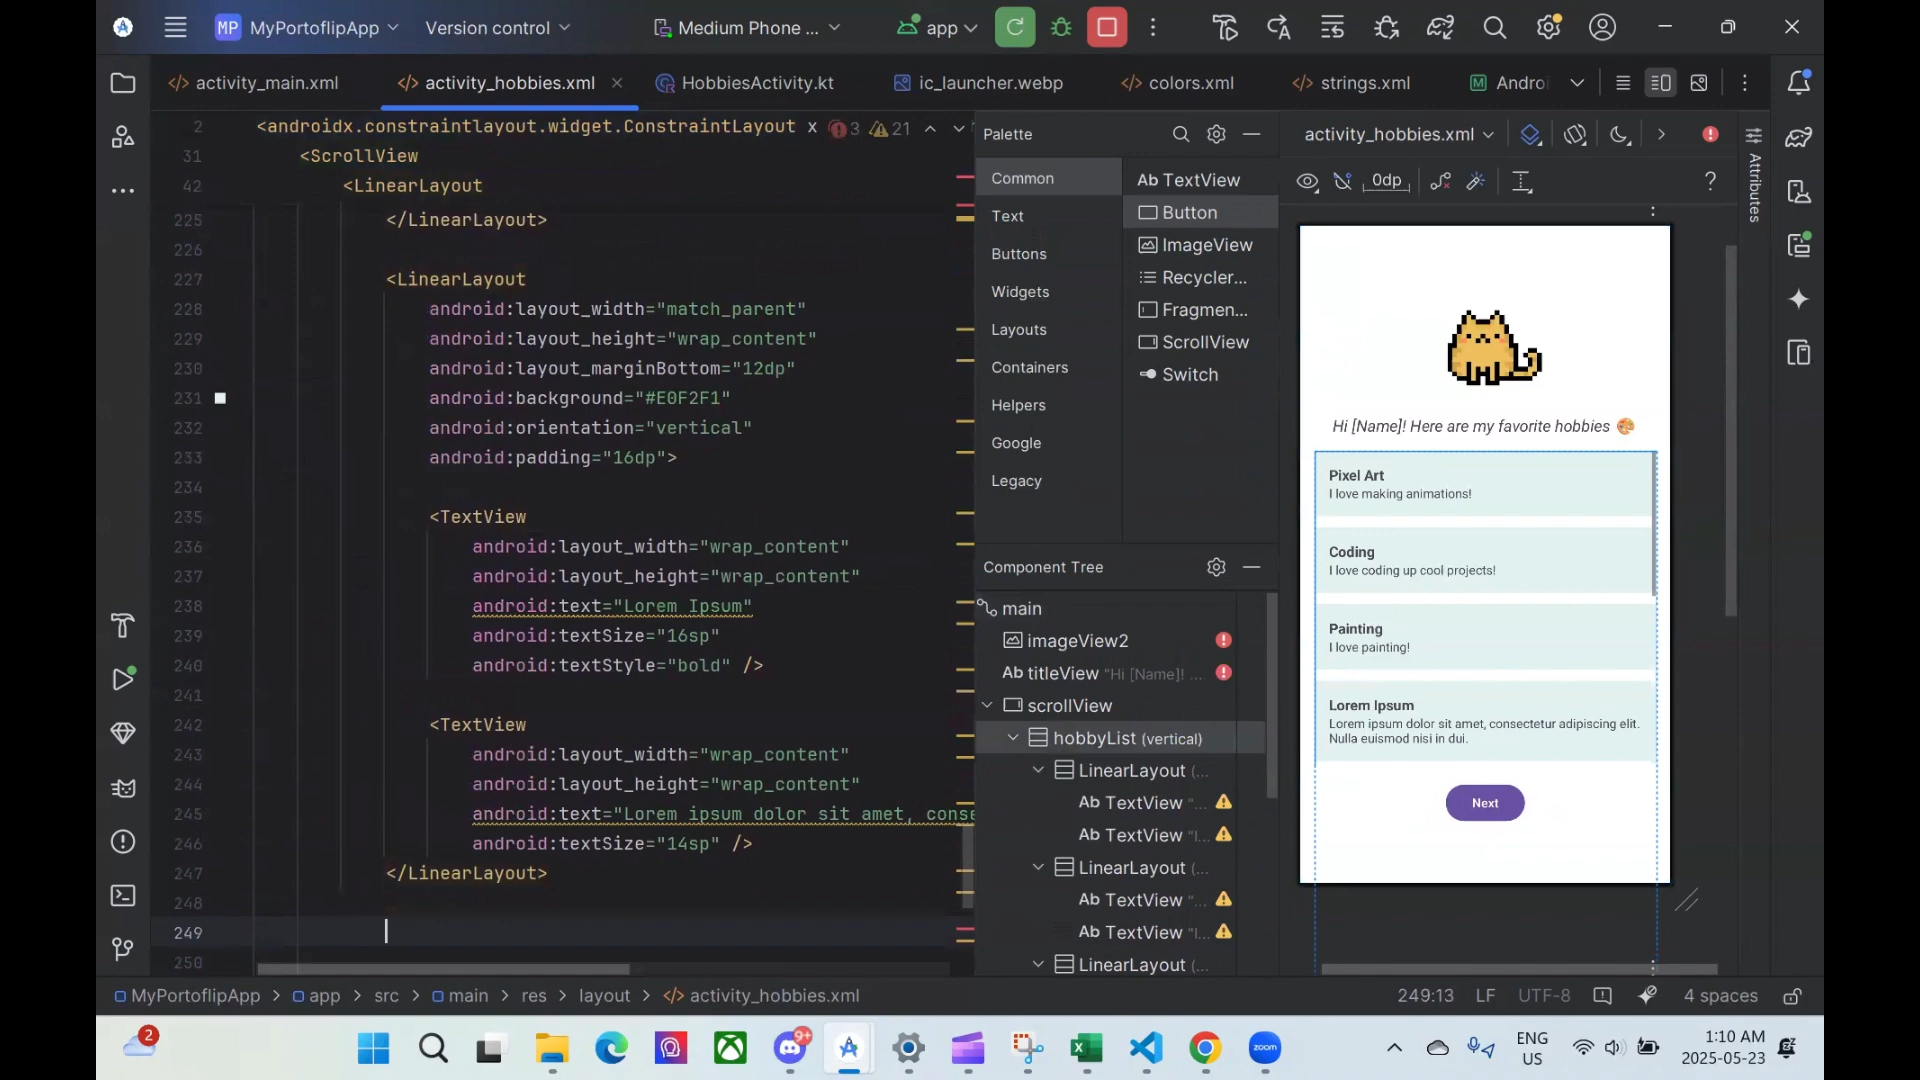 MP MyPortoflipApp Version control Medium Phone ... app
activity_main.xml activity_hobbies.xml HobbiesActivity.kt ic_launcher.webp colors.xml strings.xml Androi
2 <androidx.constraintlayout.widget.ConstraintLayout x 3 21
31 <ScrollView
42 <LinearLayout
225 </LinearLayout>
226
227 <LinearLayout
228 android:layout_width="match_parent"
229 android:layout_height="wrap_content"
230 android:layout_marginBottom="12dp"
231 android:background="#E0F2F1"
232 android:orientation="vertical"
233 android:padding="16dp">
234
235 <TextView
236 android:layout_width="wrap_content"
237 android:layout_height="wrap_content"
238 android:text="Lorem Ipsum"
239 android:textSize="16sp"
240 android:textStyle="bold" />
241
242 <TextView
243 android:layout_width="wrap_content"
244 android:layout_height="wrap_content"
245 android:text="Lorem ipsum dolor sit amet, conse
246 android:textSize="14sp" />
247 </LinearLayout>
248
249
250
Palette
Common
Text
Buttons
Widgets
Layouts
Containers
Helpers
Google
Legacy
Ab TextView
Button
ImageView
Recycler...
Fragmen...
ScrollView
Switch
Component Tree
main
imageView2
Ab titleView "Hi [Name]! ...
scrollView
hobbyList (vertical)
LinearLayout (...
Ab TextView "...
Ab TextView "I...
LinearLayout (...
Ab TextView "...
Ab TextView "I...
LinearLayout (...
activity_hobbies.xml
0dp ?
Attributes
Hi [Name]! Here are my favorite hobbies 🎨
Pixel Art
I love making animations!
Coding
I love coding up cool projects!
Painting
I love painting!
Lorem Ipsum
Lorem ipsum dolor sit amet, consectetur adipiscing elit.
Nulla euismod nisi in dui.
Next
MyPortoflipApp > app > src > main > res > layout > activity_hobbies.xml 249:13 LF UTF-8 4 spaces
2 9+ zoom ENG
US
1:10 AM
2025-05-23